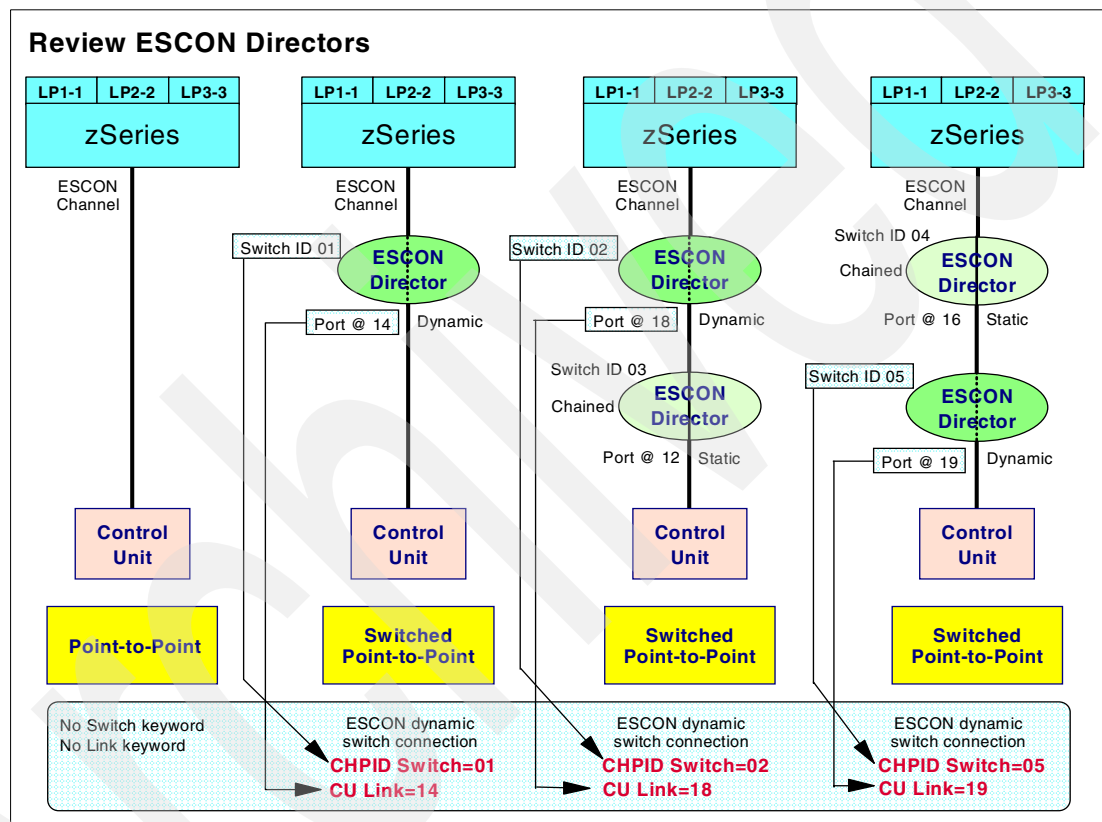 Review ESCON Directors
LP1-1 LP2-2 LP3-3
zSeries
ESCON
Channel
Control
Unit
Point-to-Point
No Switch keyword
No Link keyword
LP1-1 LP2-2 LP3-3
zSeries
ESCON
Channel
Switch ID 01
ESCON
Director
Port @ 14
Dynamic
Control
Unit
Switched
Point-to-Point
ESCON dynamic
switch connection
CHPID Switch=01
CU Link=14
LP1-1 LP2-2 LP3-3
zSeries
ESCON
Channel
Switch ID 02
ESCON
Director
Port @ 18
Dynamic
Switch ID 03
Chained
ESCON
Director
Port @ 12
Static
Control
Unit
Switched
Point-to-Point
ESCON dynamic
switch connection
CHPID Switch=02
CU Link=18
LP1-1 LP2-2 LP3-3
zSeries
ESCON
Channel
Switch ID 04
Chained
ESCON
Director
Port @ 16
Static
Switch ID 05
ESCON
Director
Port @ 19
Dynamic
Control
Unit
Switched
Point-to-Point
ESCON dynamic
switch connection
CHPID Switch=05
CU Link=19